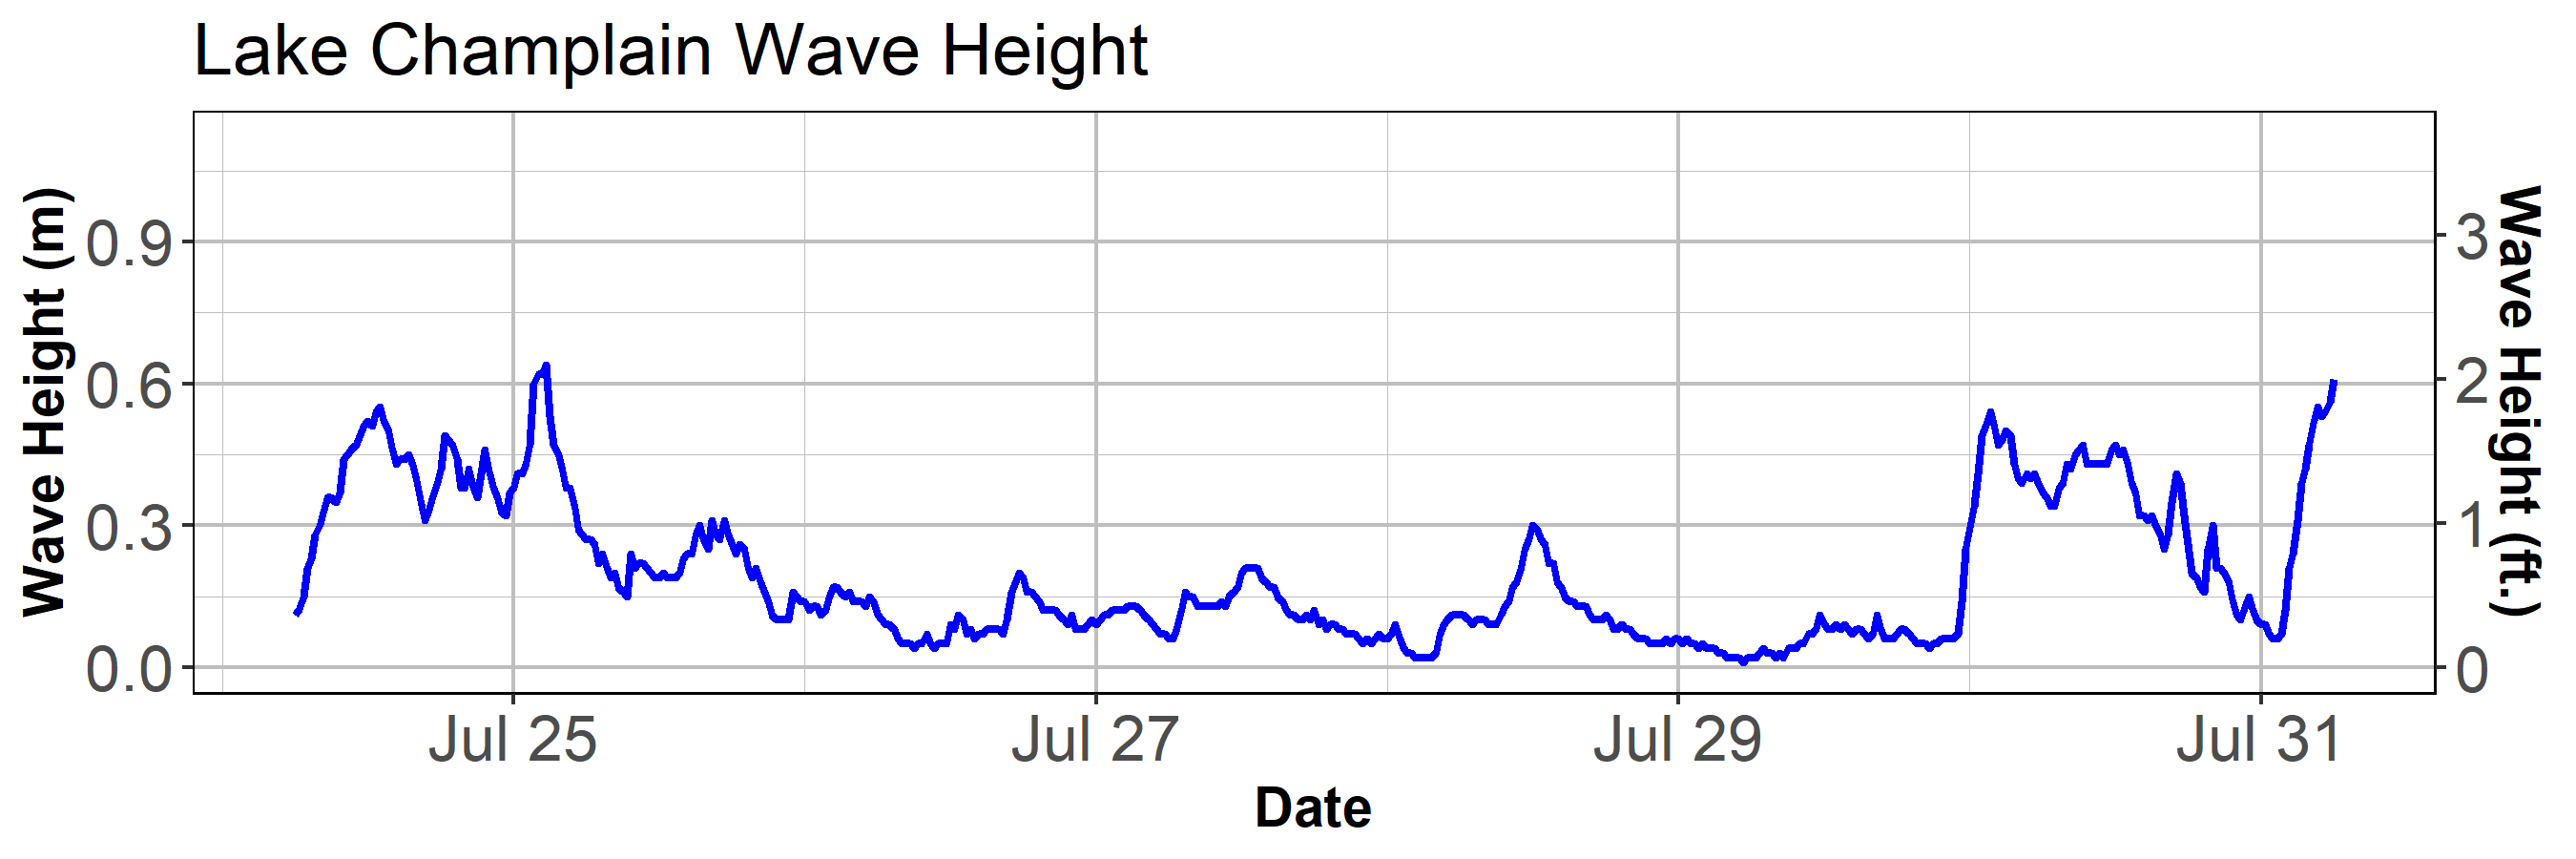 Lake Champlain Wave Height
Wave Height (m)
0.9
0.6
0.3
0.0
3
2
1
0
Wave Height (ft.)
Jul 25 Jul 27 Jul 29 Jul 31
Date